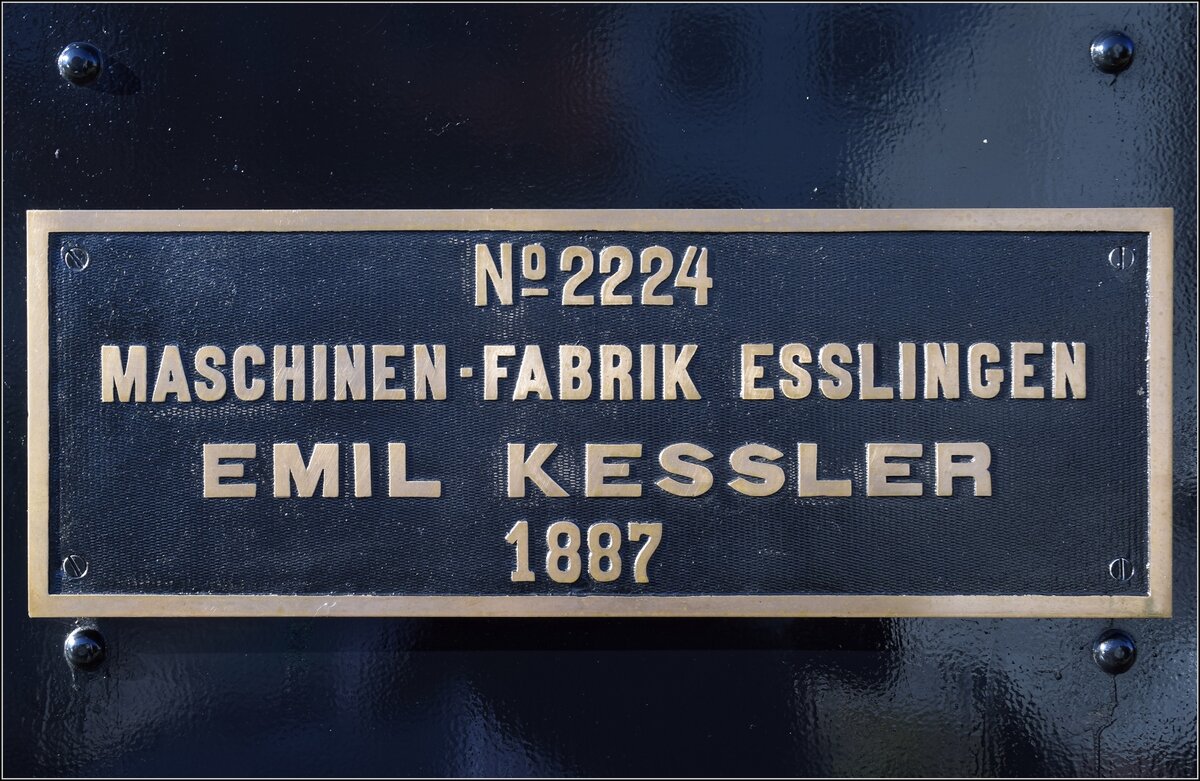 Nº 2224
MASCHINEN-FABRIK ESSLINGEN
EMIL KESSLER
1887